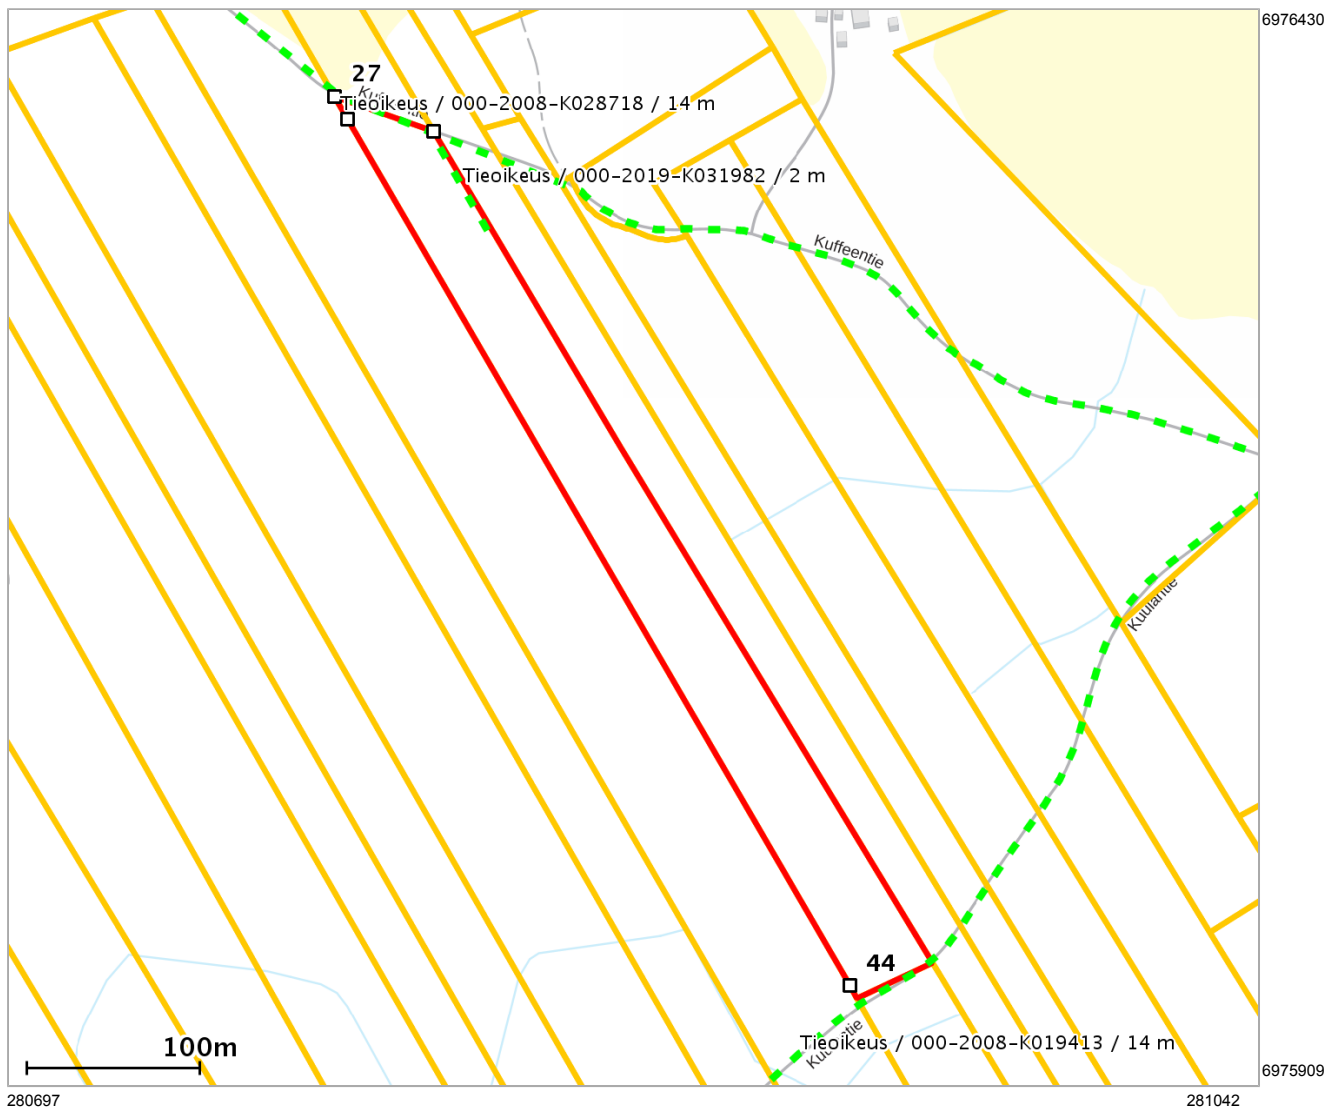 6976430
27
Tieoikeus / 000-2008-K028718 / 14 m
Tieoikeus / 000-2019-K031982 / 2 m
Kuffeentie
Kuulantie
44
Tieoikeus / 000-2008-K019413 / 14 m
100m
6975909
280697
281042